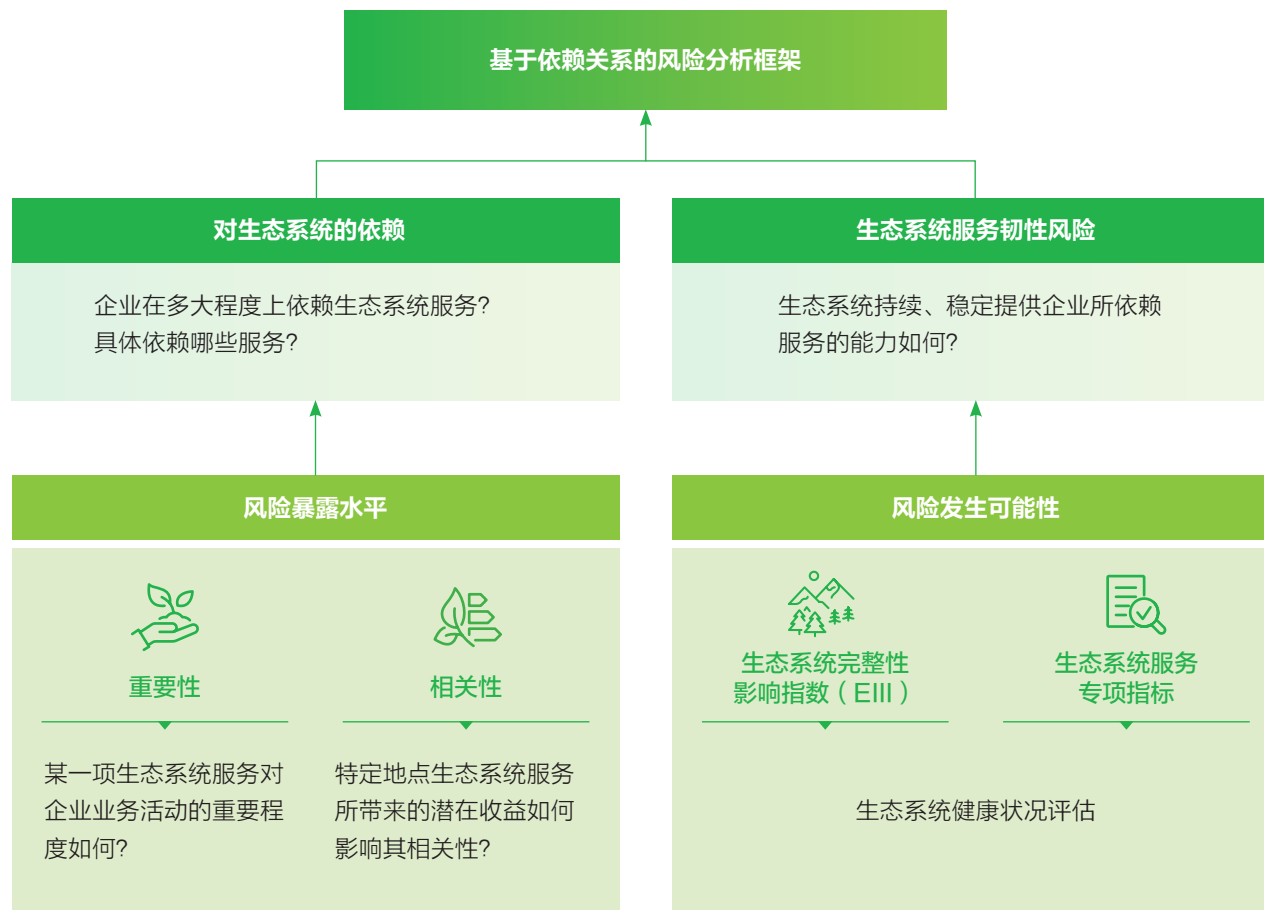 基于依赖关系的风险分析框架
对生态系统的依赖
企业在多大程度上依赖生态系统服务?
具体依赖哪些服务?
生态系统服务韧性风险
生态系统持续、稳定提供企业所依赖
服务的能力如何?
风险暴露水平
重要性
某一项生态系统服务对
企业业务活动的重要程
度如何?
相关性
特定地点生态系统服务
所带来的潜在收益如何
影响其相关性?
风险发生可能性
生态系统完整性
影响指数（EIII）
生态系统服务
专项指标
生态系统健康状况评估